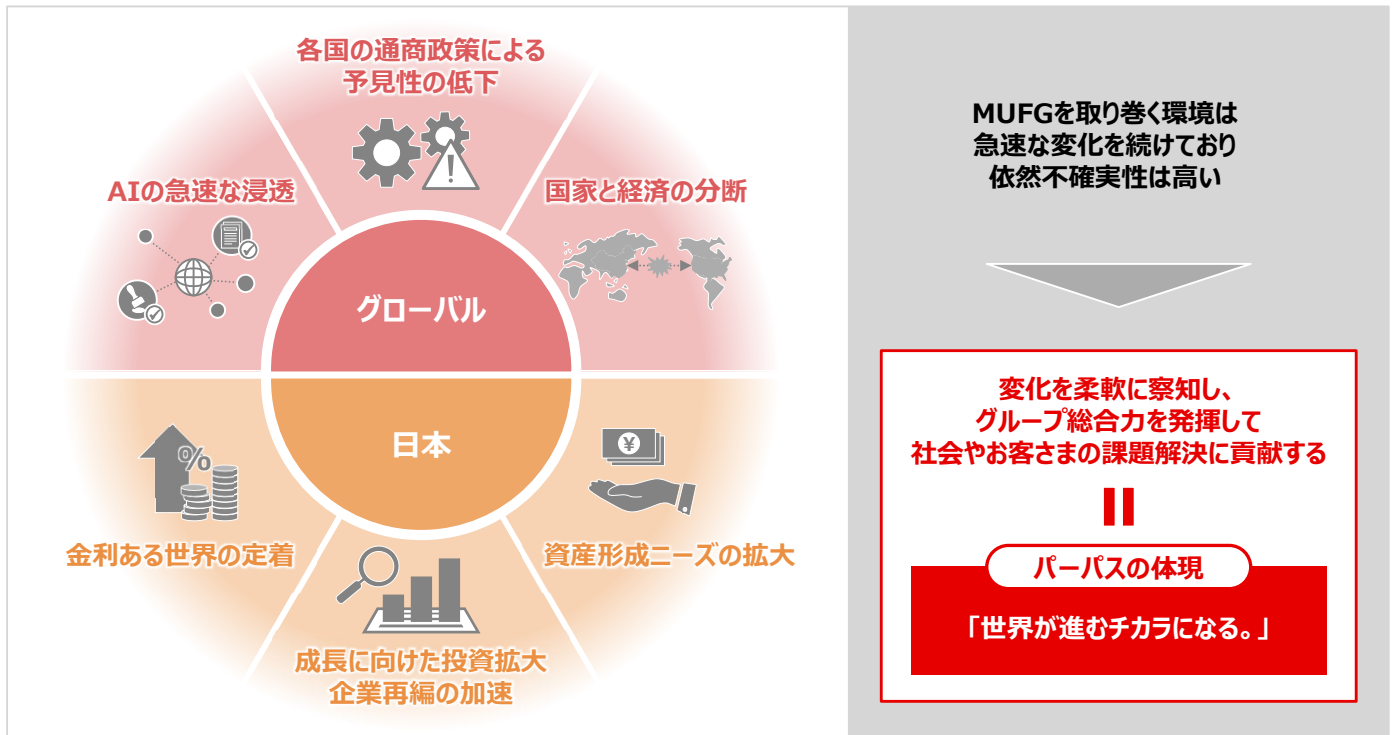 各国の通商政策による
予見性の低下
AIの急速な浸透
国家と経済の分断
グローバル
日本
%
¥
金利ある世界の定着
資産形成ニーズの拡大
成長に向けた投資拡大
企業再編の加速
MUFGを取り巻く環境は
急速な変化を続けており
依然不確実性は高い
変化を柔軟に察知し、
グループ総合力を発揮して
社会やお客さまの課題解決に貢献する
パーパスの体現
「世界が進むチカラになる。」